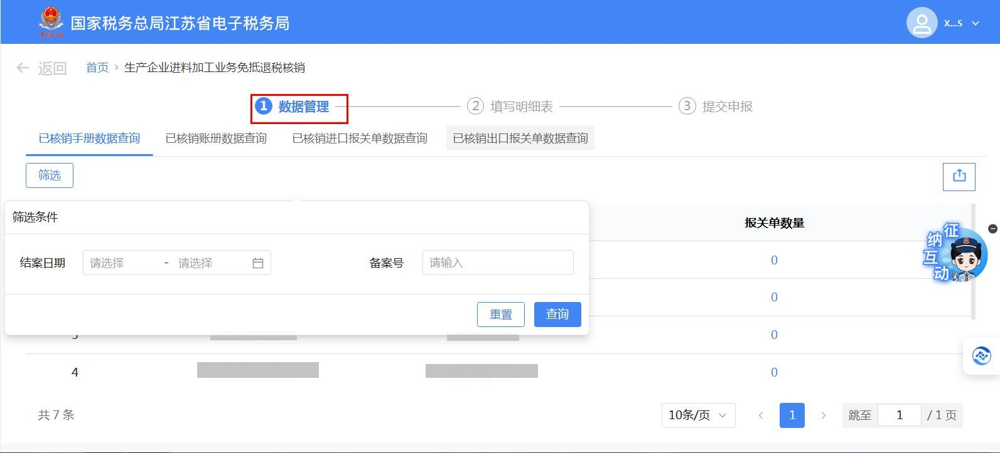 国家税务总局江苏省电子税务局
x...s
返回 首页 > 生产企业进料加工业务免抵退税核销
1 数据管理 2 填写明细表 3 提交申报
已核销手册数据查询 已核销账册数据查询 已核销进口报关单数据查询 已核销出口报关单数据查询
筛选
筛选条件
报关单数量
结案日期 请选择 - 请选择 备案号 请输入
0
征纳互动
0
重置 查询
0
4 0
共 7 条 10条/页 < 1 > 跳至 1 / 1 页